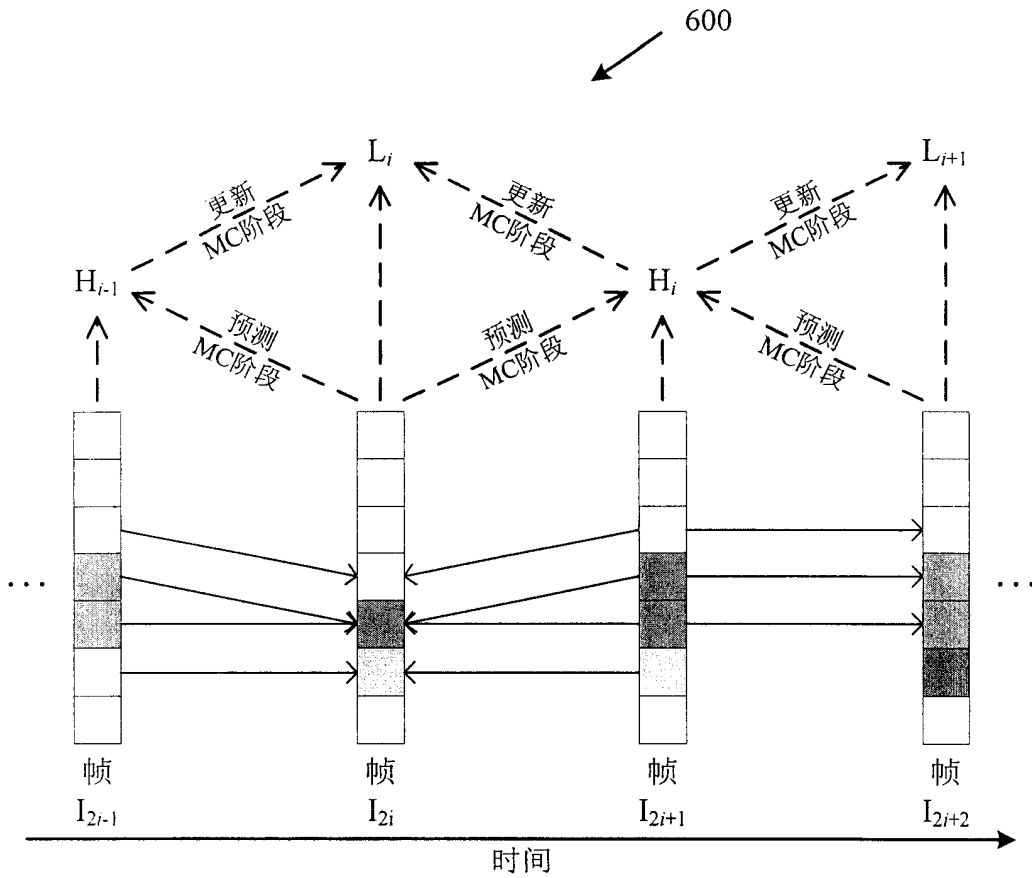 600
L_i
L_{i+1}
更新
MC阶段
更新
MC阶段
更新
MC阶段
H_{i-1}
H_i
预测
MC阶段
预测
MC阶段
预测
MC阶段
...
...
帧
I_{2i-1}
帧
I_{2i}
帧
I_{2i+1}
帧
I_{2i+2}
时间